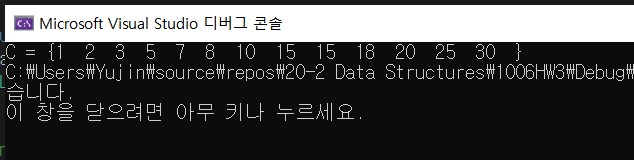 Microsoft Visual Studio 디버그 콘솔
C = {1  2  3  5  7  8  10  15  15  18  20  25  30  }
C:\Users\Yujin\source\repos\20-2 Data Structures\1006HW3\Debug\
습니다.
이 창을 닫으려면 아무 키나 누르세요.